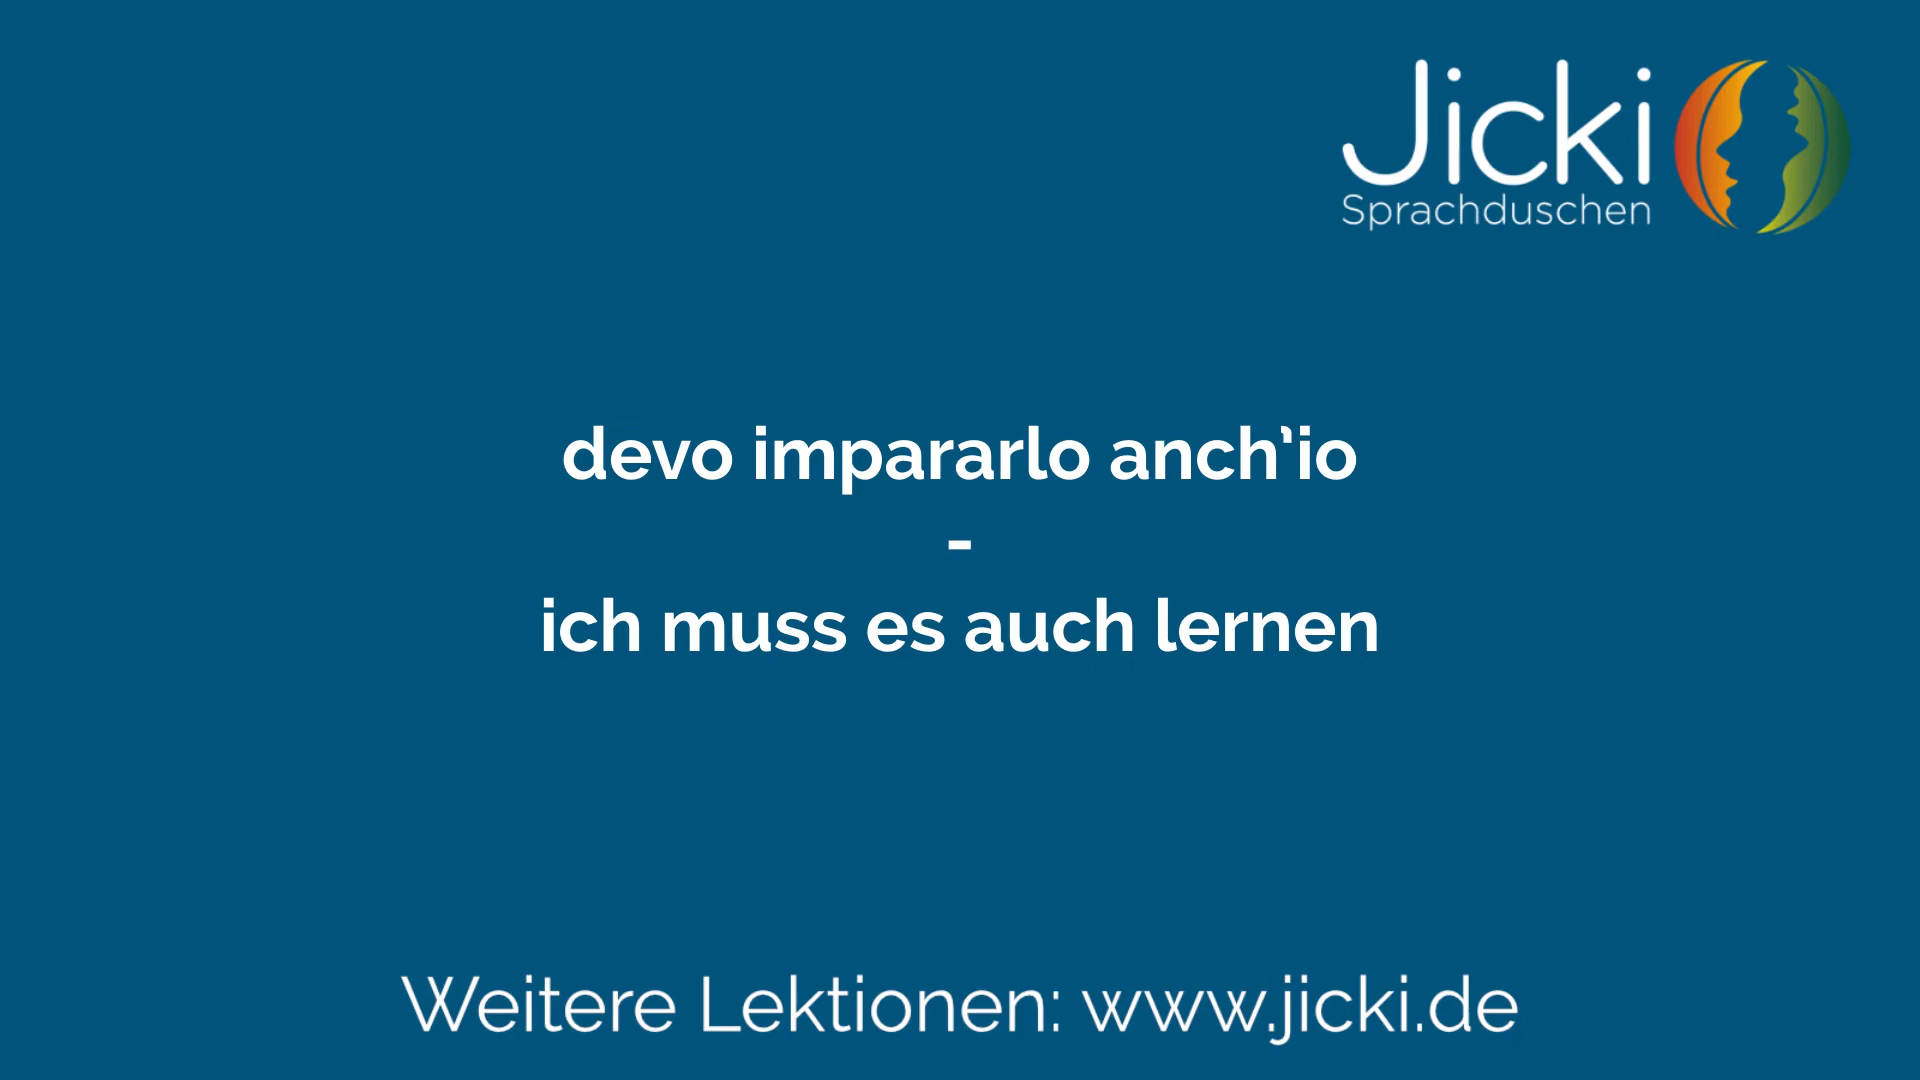 Jicki
Sprachduschen
devo impararlo anch’io
-
ich muss es auch lernen
Weitere Lektionen: www.jicki.de